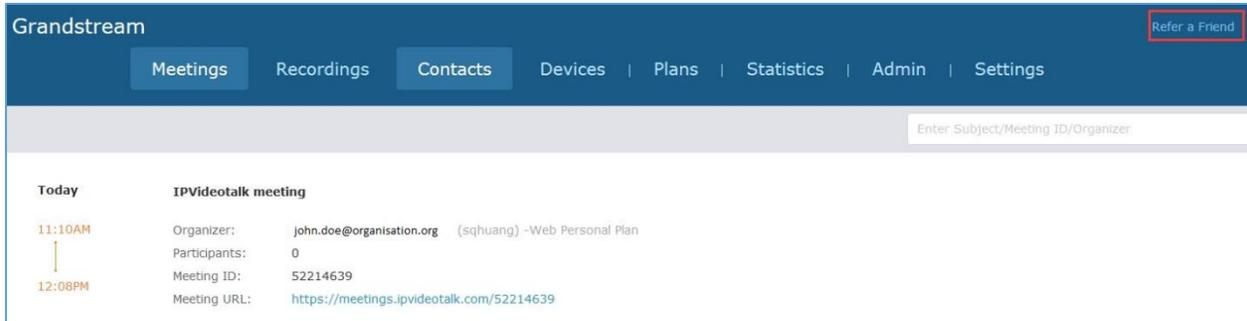 Grandstream
Refer a Friend
Meetings Recordings Contacts Devices | Plans | Statistics | Admin | Settings
Enter Subject/Meeting ID/Organizer
Today IPVideotalk meeting
11:10AM Organizer: john.doe@organisation.org (sqhuang) -Web Personal Plan
Participants: 0
12:08PM Meeting ID: 52214639
Meeting URL: https://meetings.ipvideotalk.com/52214639